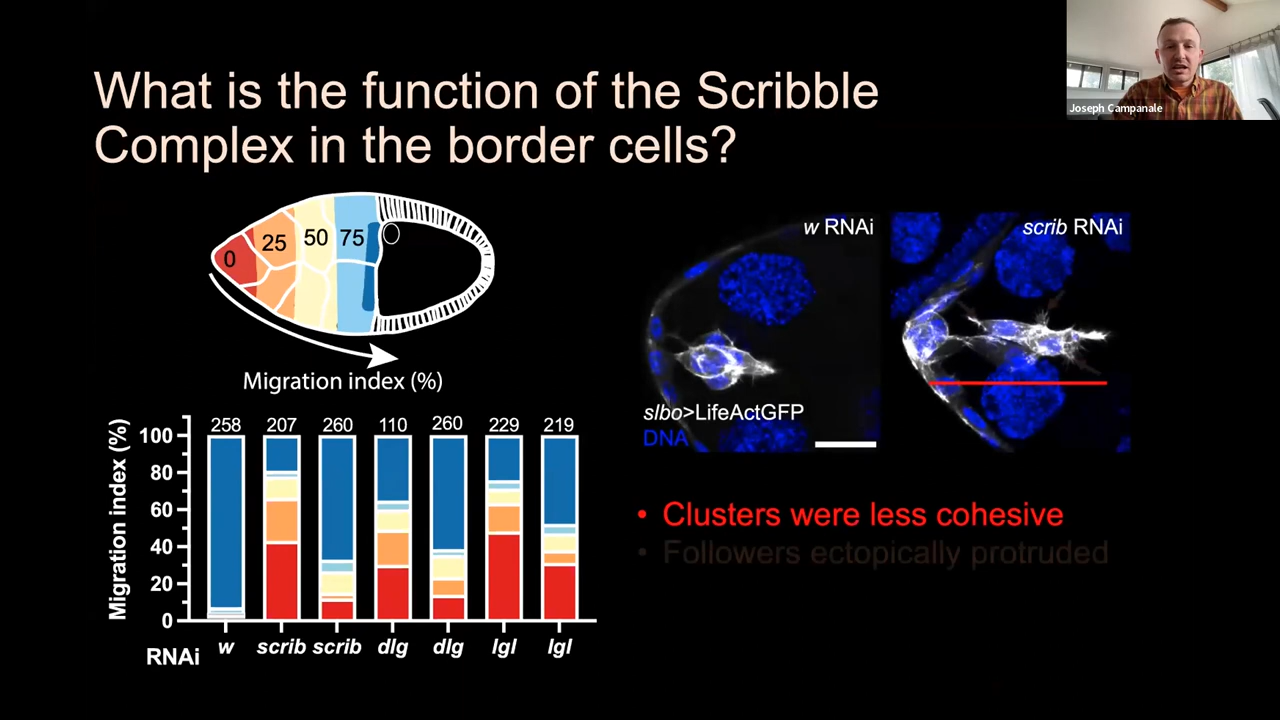 Joseph Campanale
What is the function of the Scribble
Complex in the border cells?
0 25 50 75
Migration index (%)
w RNAi
scrib RNAi
slbo>LifeActGFP
DNA
Migration index (%)
258 207 260 110 260 229 219
100
80
60
40
20
0
RNAi w scrib scrib dlg dlg lgl lgl
• Clusters were less cohesive
• Followers ectopically protruded